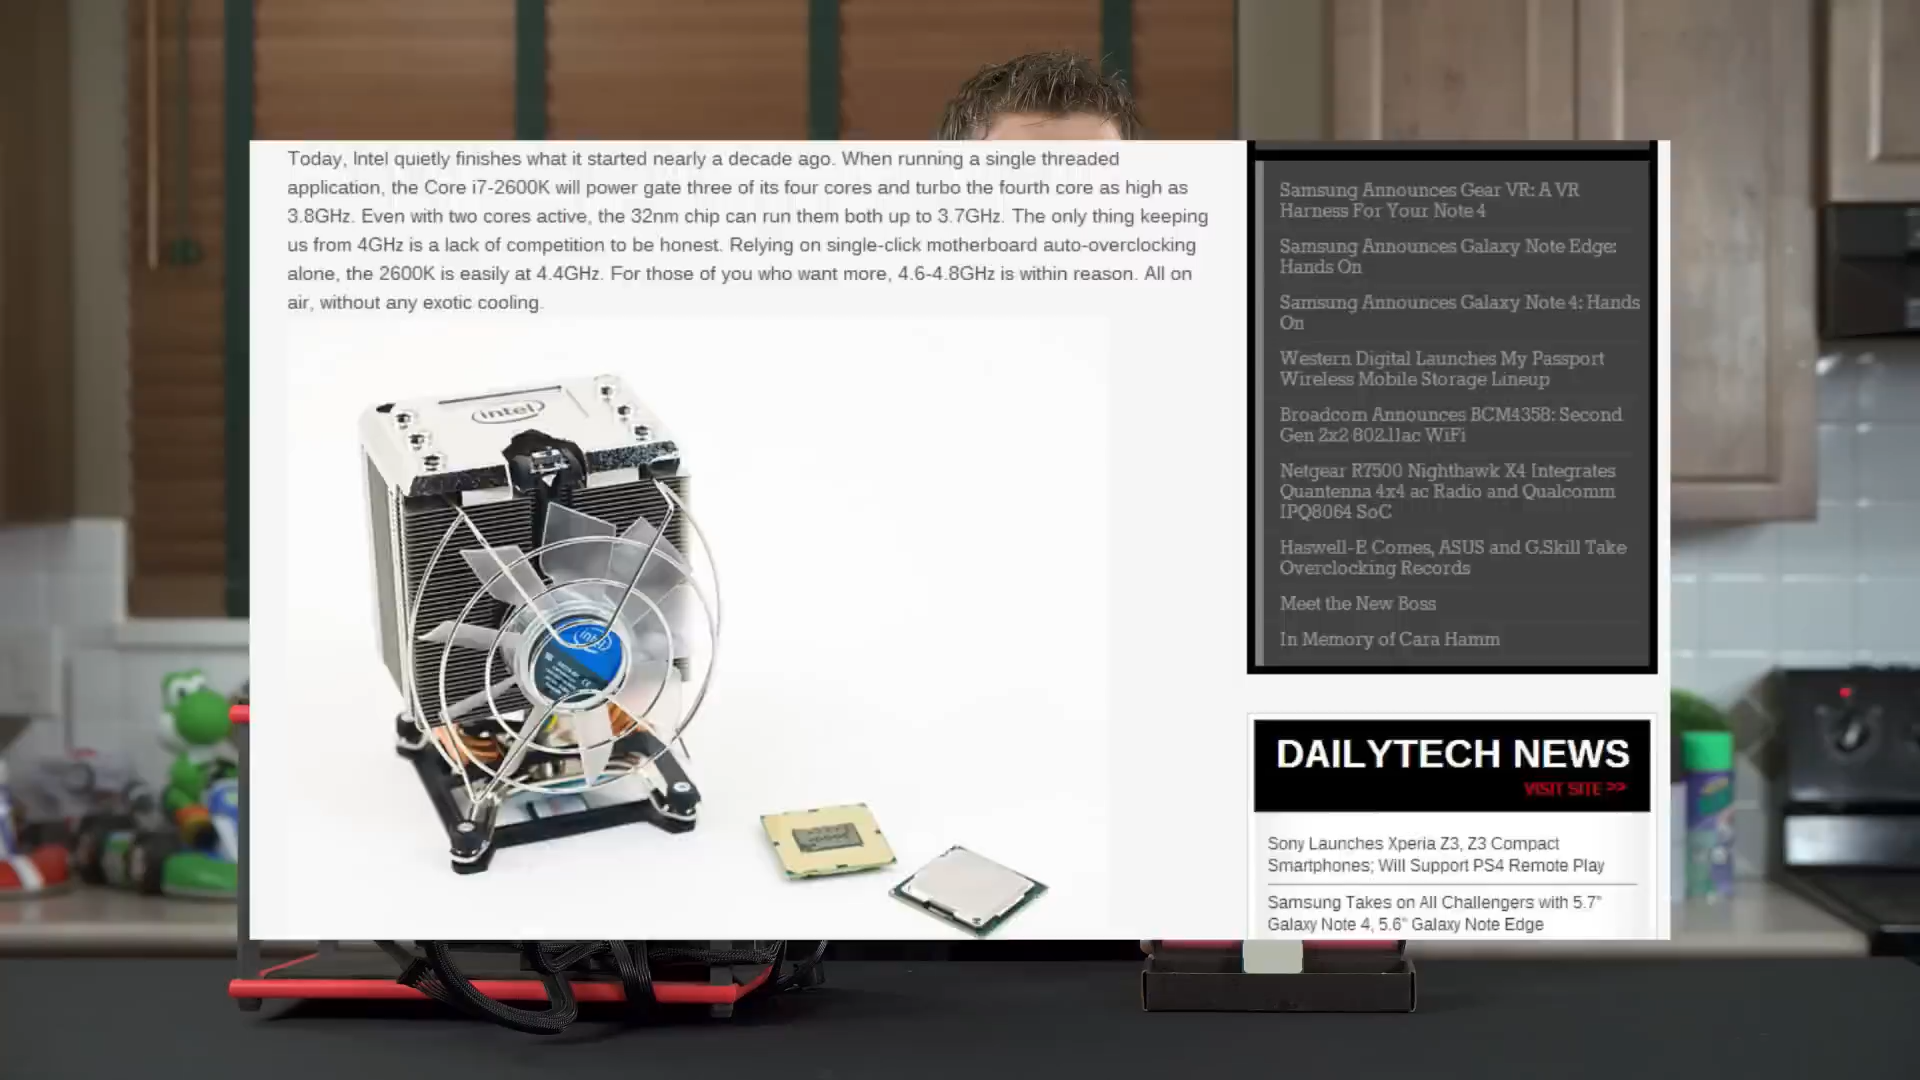 Today, Intel quietly finishes what it started nearly a decade ago. When running a single threaded
application, the Core i7-2600K will power gate three of its four cores and turbo the fourth core as high as
3.8GHz. Even with two cores active, the 32nm chip can run them both up to 3.7GHz. The only thing keeping
us from 4GHz is a lack of competition to be honest. Relying on single-click motherboard auto-overclocking
alone, the 2600K is easily at 4.4GHz. For those of you who want more, 4.6-4.8GHz is within reason. All on
air, without any exotic cooling.
intel
intel
Samsung Announces Gear VR: A VR
Harness For Your Note 4
Samsung Announces Galaxy Note Edge:
Hands On
Samsung Announces Galaxy Note 4: Hands
On
Western Digital Launches My Passport
Wireless Mobile Storage Lineup
Broadcom Announces BCM4358: Second
Gen 2x2 802.11ac WiFi
Netgear R7500 Nighthawk X4 Integrates
Quantenna 4x4 ac Radio and Qualcomm
IPQ8064 SoC
Haswell-E Comes, ASUS and G.Skill Take
Overclocking Records
Meet the New Boss
In Memory of Cara Hamm
DAILYTECH NEWS
VISIT SITE >>
Sony Launches Xperia Z3, Z3 Compact
Smartphones; Will Support PS4 Remote Play
Samsung Takes on All Challengers with 5.7"
Galaxy Note 4, 5.6" Galaxy Note Edge